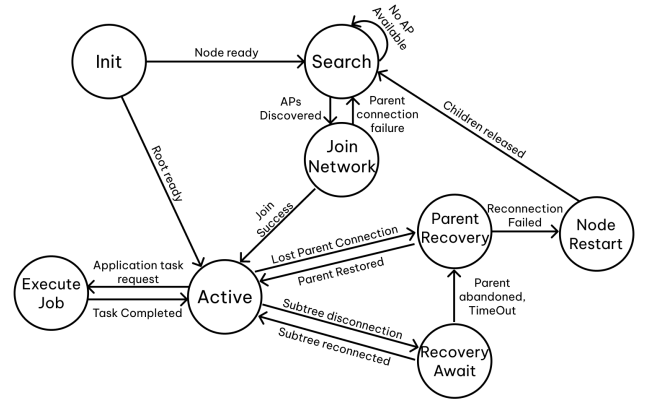 No AP
Available
Init
Node ready
Search
APs
Discovered
Parent
connection
failure
Children released
Join
Network
Root ready
Join
Success
Parent
Recovery
Reconnection
Failed
Node
Restart
Lost Parent Connection
Parent Restored
Execute
Job
Application task
request
Task Completed
Active
Parent
abandoned,
TimeOut
Subtree disconnection
Subtree reconnected
Recovery
Await